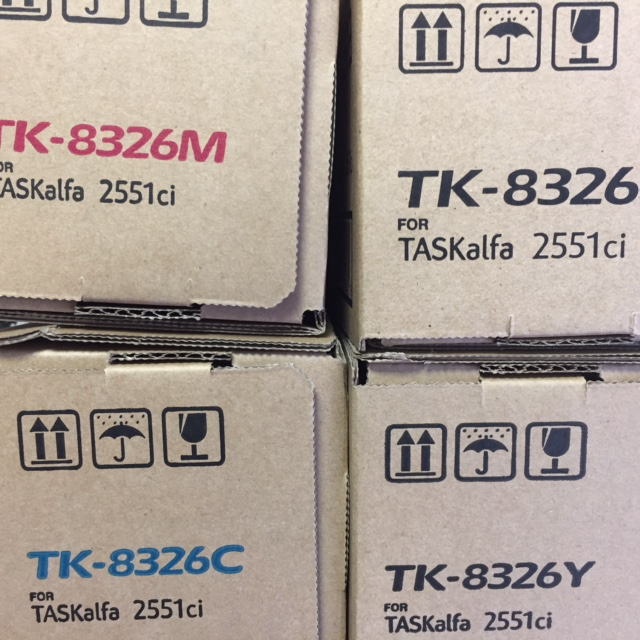 TK-8326M
FOR
TASKalfa 2551ci
TK-8326
FOR
TASKalfa 2551ci
TK-8326C
FOR
TASKalfa 2551ci
TK-8326Y
FOR
TASKalfa 2551ci